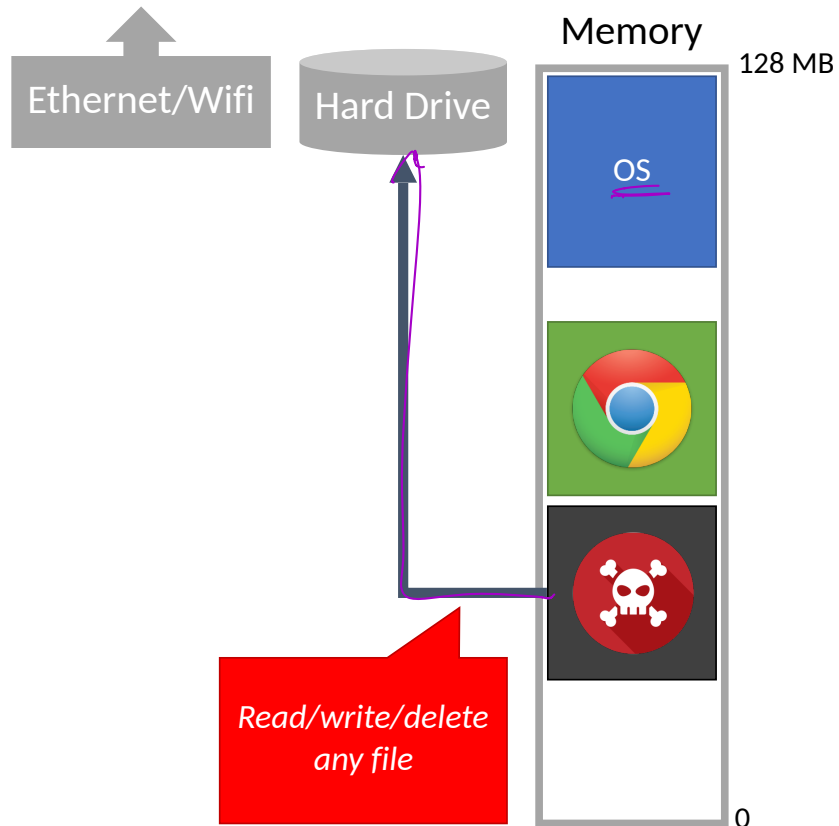 Memory
128 MB
Ethernet/Wifi
Hard Drive
OS
Read/write/delete
any file
0